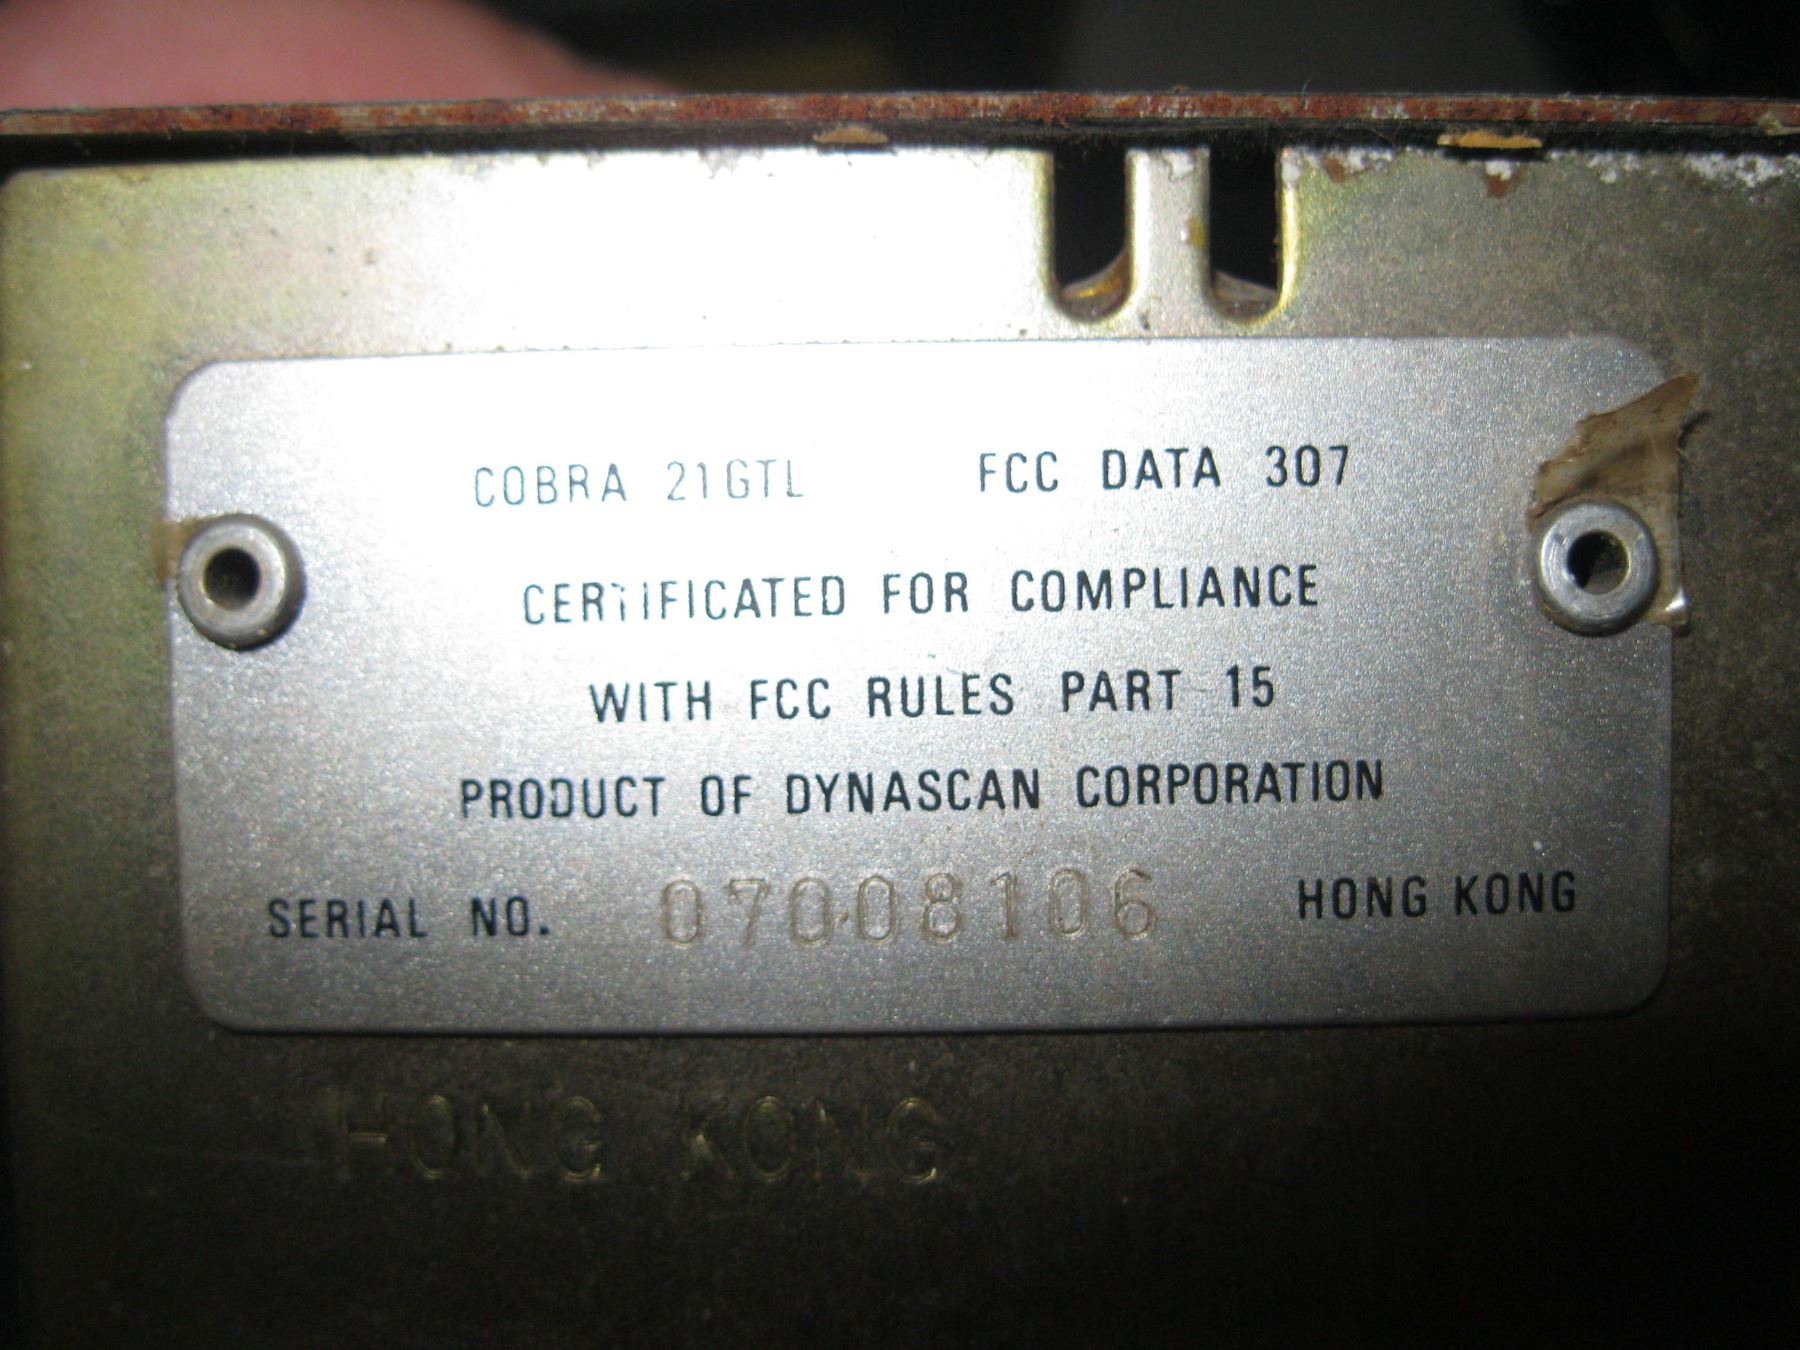 COBRA 21GTL FCC DATA 307
CERTIFICATED FOR COMPLIANCE
WITH FCC RULES PART 15
PRODUCT OF DYNASCAN CORPORATION
SERIAL NO. 07008106 HONG KONG
HONG KONG